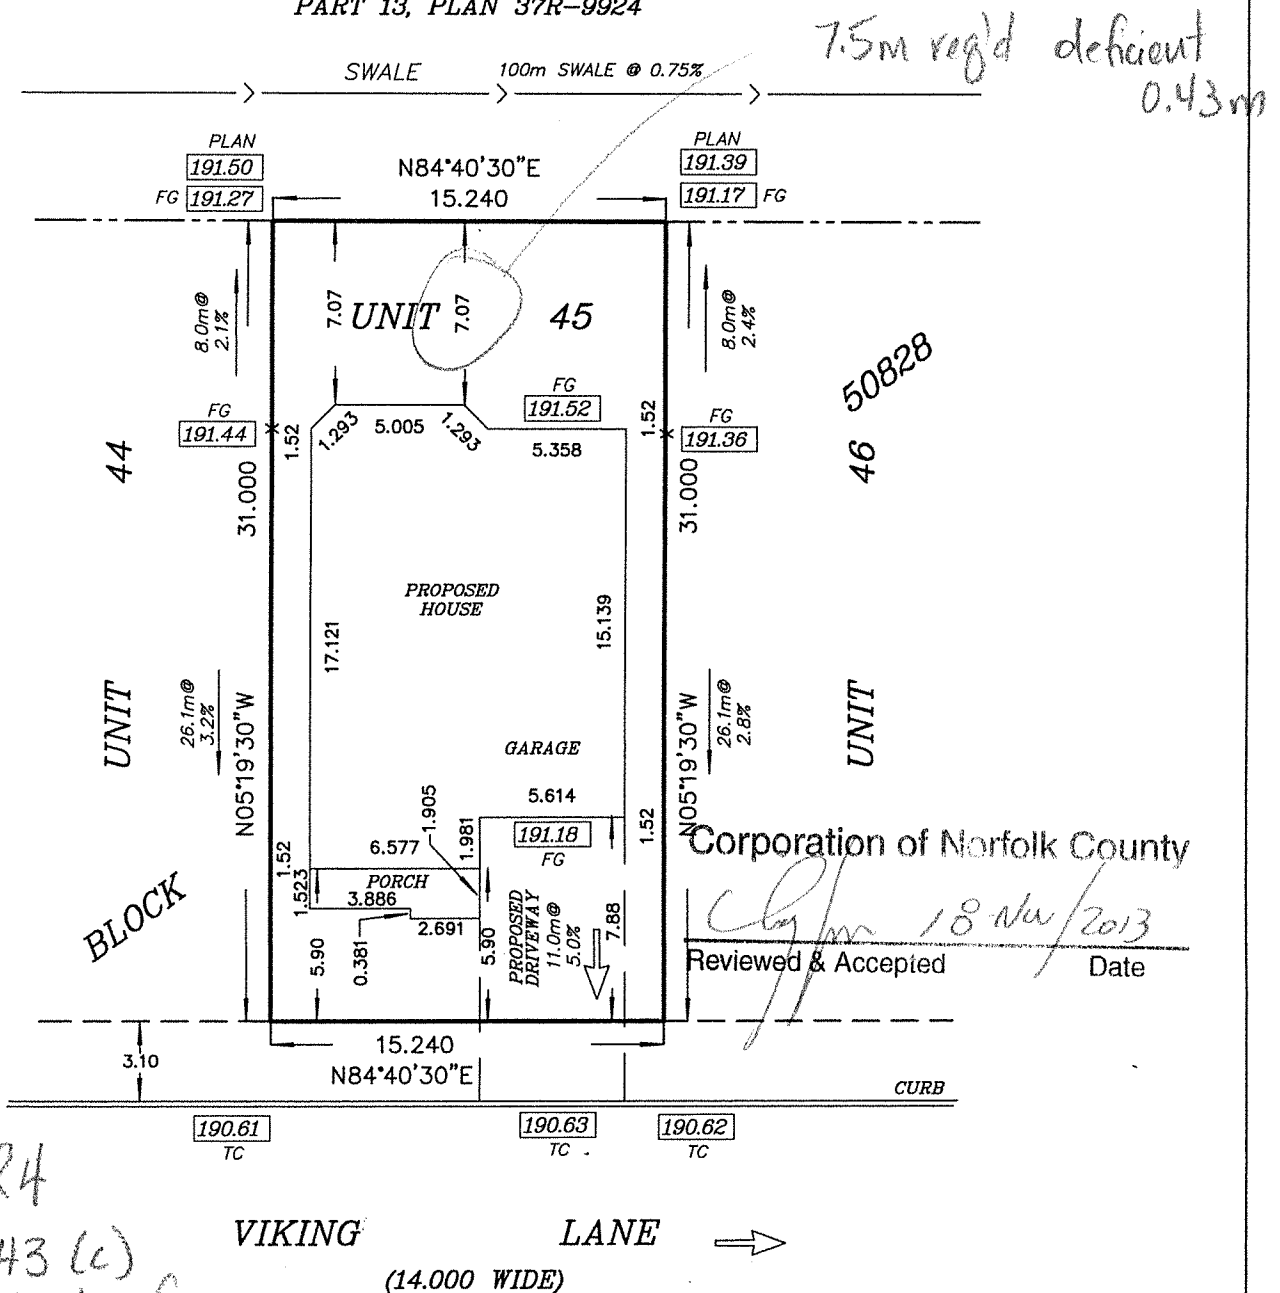 PART 13, PLAN 37R-9924
7.5m req'd deficient
0.43m
SWALE
100m SWALE @ 0.75%
PLAN
191.50
FG 191.27
N84°40'30"E
15.240
PLAN
191.39
191.17 FG
8.0m@
2.1%
7.07
UNIT 45
7.07
8.0m@
2.4%
50828
FG
191.44
1.52
1.293
5.005
1.293
FG
191.52
5.358
1.52
FG
191.36
44
46
31.000
31.000
PROPOSED
HOUSE
17.121
15.139
UNIT
26.1m@
3.2%
N05°19'30"W
GARAGE
N05°19'30"W
26.1m@
2.8%
UNIT
5.614
1.905
1.981
191.18
FG
1.52
1.52
6.577
PORCH
1.523
3.886
2.691
0.381
5.90
5.90
PROPOSED
DRIVEWAY
11.0m@
5.0%
7.88
BLOCK
Corporation of Norfolk County
18 Nov/2013
Reviewed & Accepted Date
15.240
N84°40'30"E
3.10
CURB
190.61
TC
190.63
TC
190.62
TC
R4
43 (c)
VIKING LANE
(14.000 WIDE)